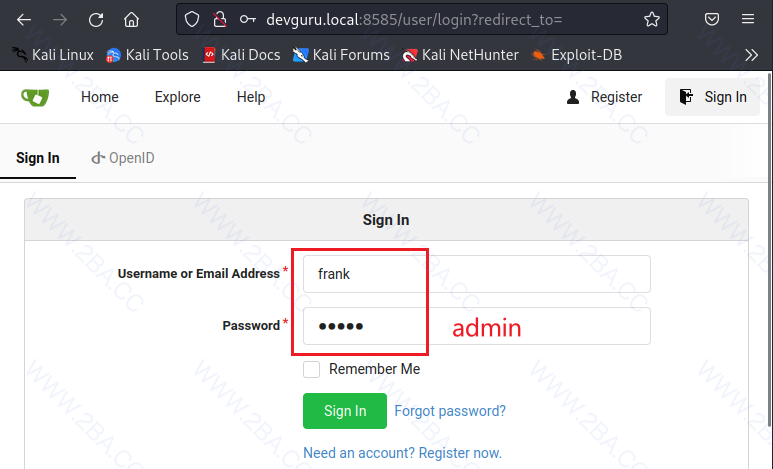 devguru.local:8585/user/login?redirect_to=
Kali Linux Kali Tools Kali Docs Kali Forums Kali NetHunter Exploit-DB
Home Explore Help Register Sign In
Sign In OpenID
Sign In
Username or Email Address * frank
Password * ●●●●● admin
Remember Me
Sign In Forgot password?
Need an account? Register now.
WWW.2BA.CC